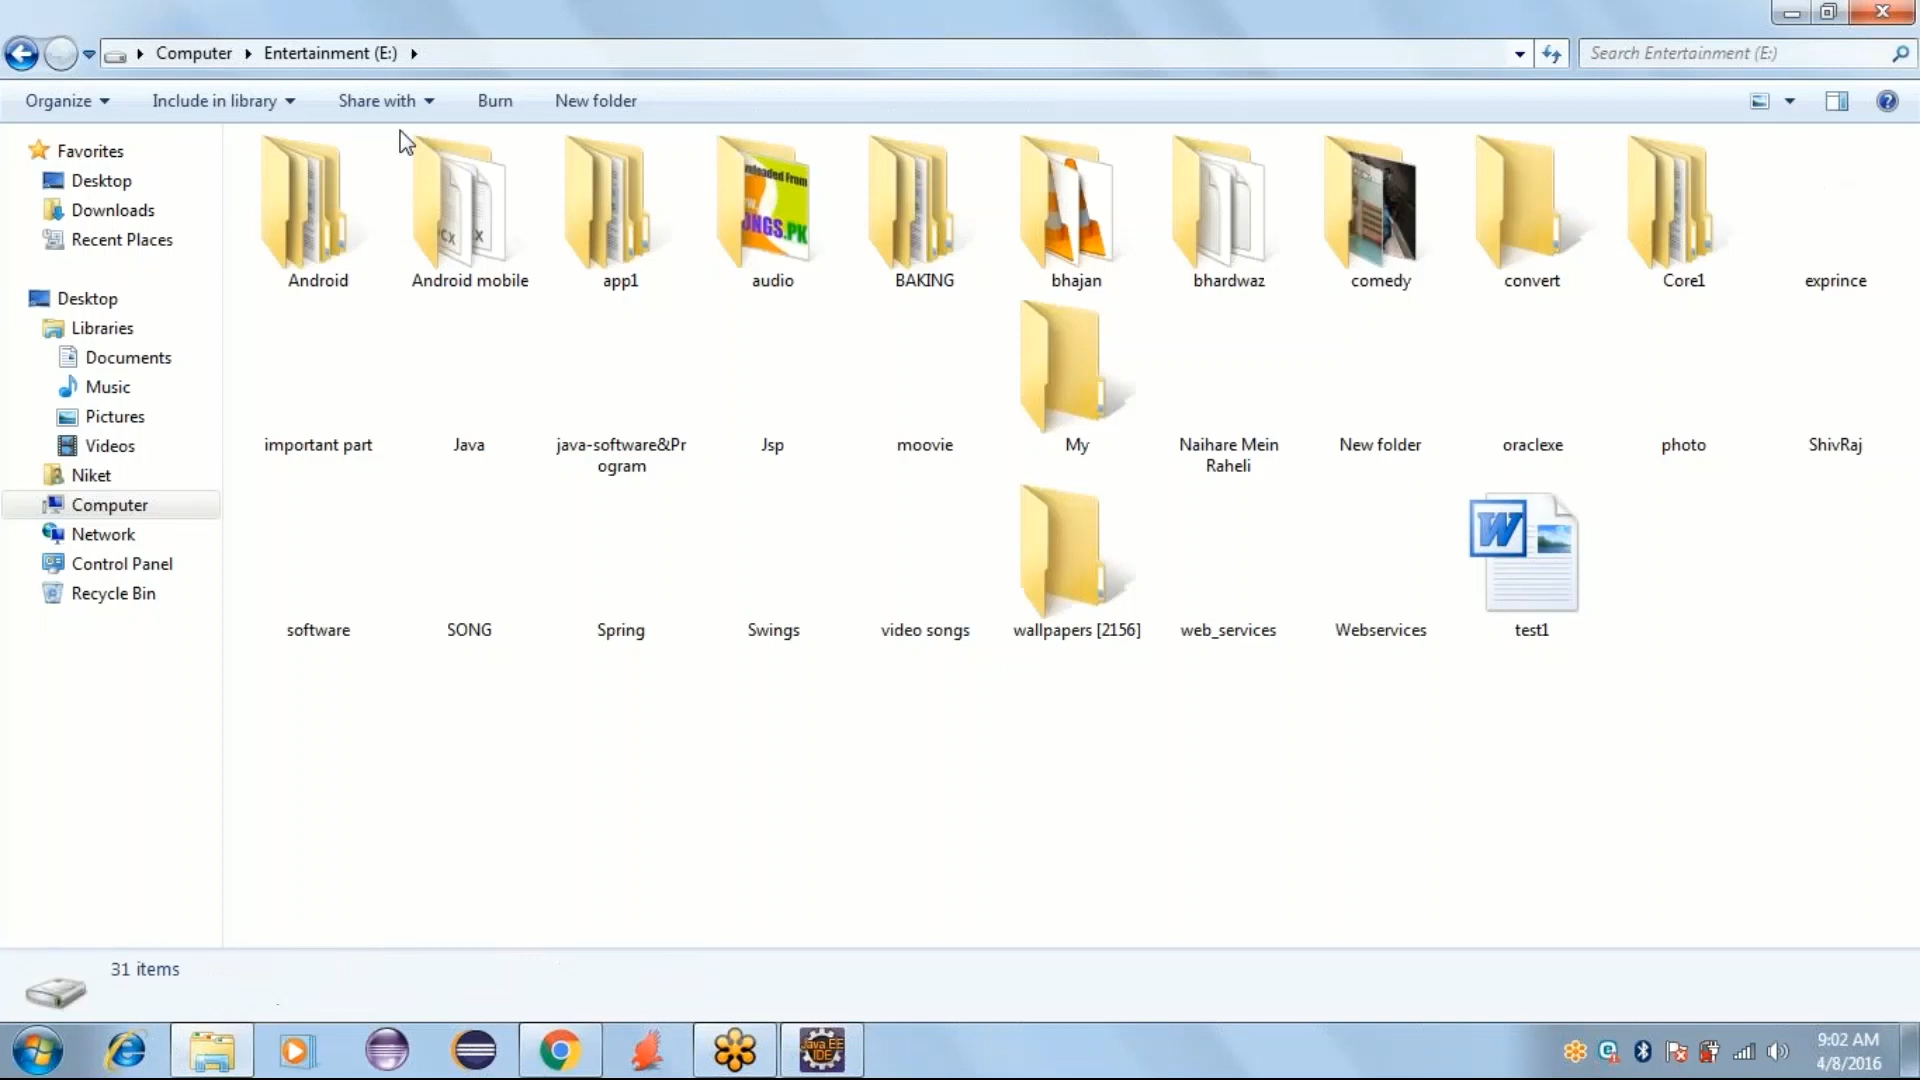 Computer Entertainment (E:)
Search Entertainment (E:)
Organize Include in library Share with Burn New folder
Favorites
Desktop
Downloads
Recent Places
Desktop
Libraries
Documents
Music
Pictures
Videos
Niket
Computer
Network
Control Panel
Recycle Bin
Android Android mobile app1 audio BAKING bhajan bhardwaz comedy convert Core1 exprince
important part Java java-software&Pr Jsp moovie My Naihare Mein New folder oraclexe photo ShivRaj
ogram Raheli
software SONG Spring Swings video songs wallpapers [2156] web_services Webservices test1
31 items
Java EE
IDE
9:02 AM
4/8/2016